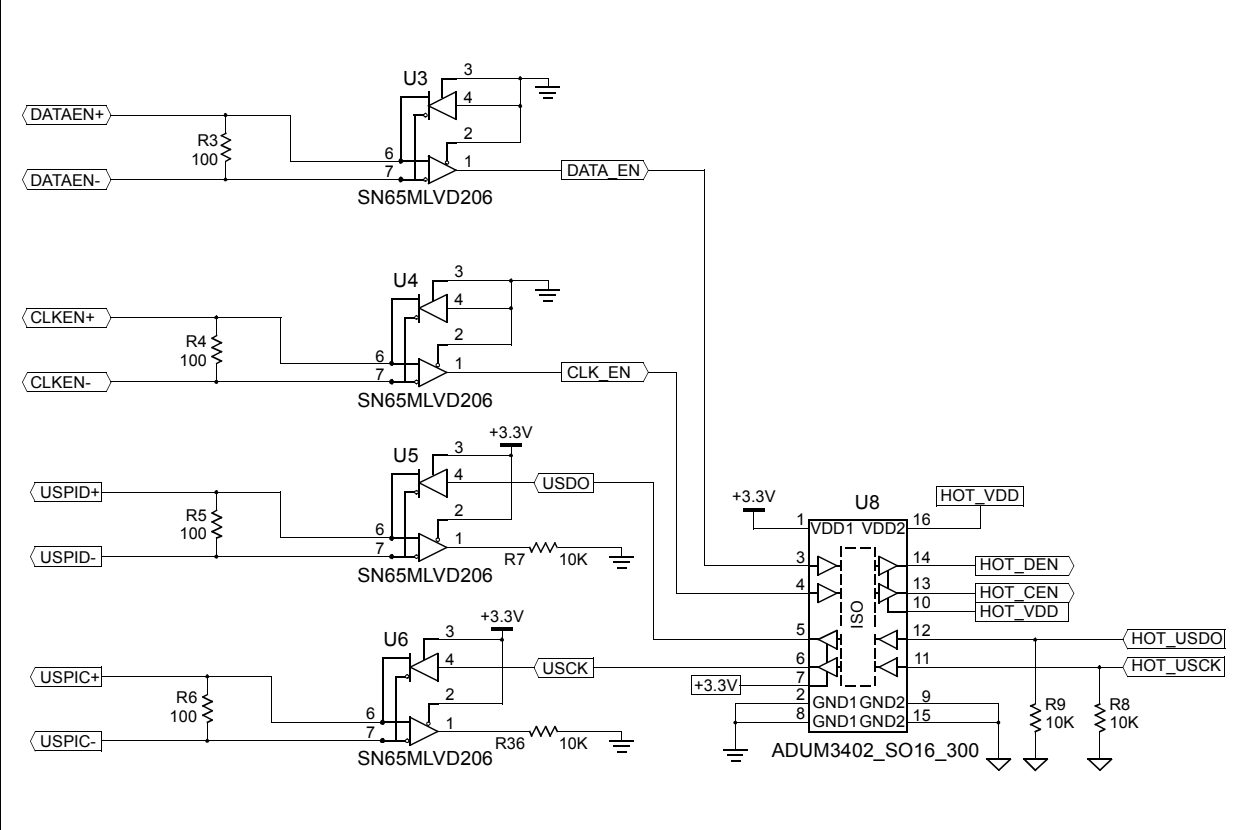 U3
3
4
2
DATAEN+
R3
100
6
7
1
DATA_EN
DATAEN-
SN65MLVD206
U4
3
4
2
CLKEN+
R4
100
6
7
1
CLK_EN
CLKEN-
SN65MLVD206
+3.3V
U5
3
4
USDO
2
USPID+
R5
100
6
7
1
R7
10K
USPID-
SN65MLVD206
+3.3V
U6
3
4
USCK
2
USPIC+
R6
100
6
7
1
R36
10K
USPIC-
SN65MLVD206
+3.3V
U8
HOT_VDD
1
VDD1 VDD2
16
3
14
HOT_DEN
4
13
HOT_CEN
10
HOT_VDD
ISO
5
12
HOT_USDO
6
11
HOT_USCK
+3.3V
7
2
GND1 GND2
9
8
GND1 GND2
15
R9
10K
R8
10K
ADUM3402_SO16_300